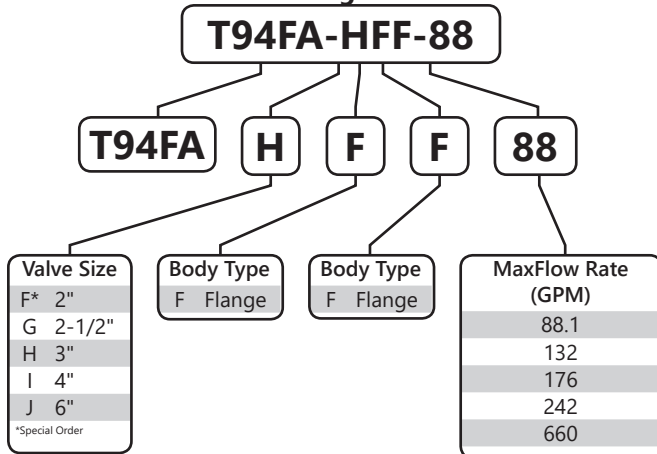 T94FA-HFF-88
T94FA
H
F
F
88
Valve Size
F* 2"
G 2-1/2"
H 3"
I 4"
J 6"
*Special Order
Body Type
F Flange
Body Type
F Flange
MaxFlow Rate
(GPM)
88.1
132
176
242
660